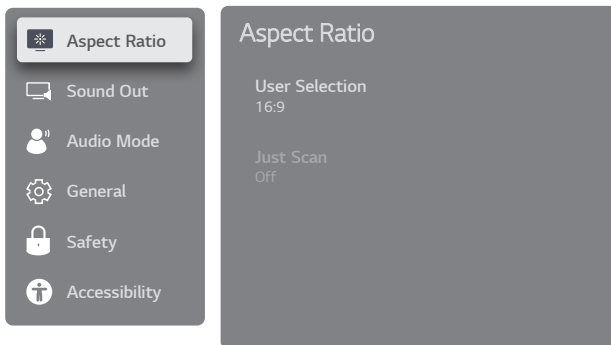 Aspect Ratio
Sound Out
Audio Mode
General
Safety
Accessibility
Aspect Ratio
User Selection
16:9
Just Scan
Off